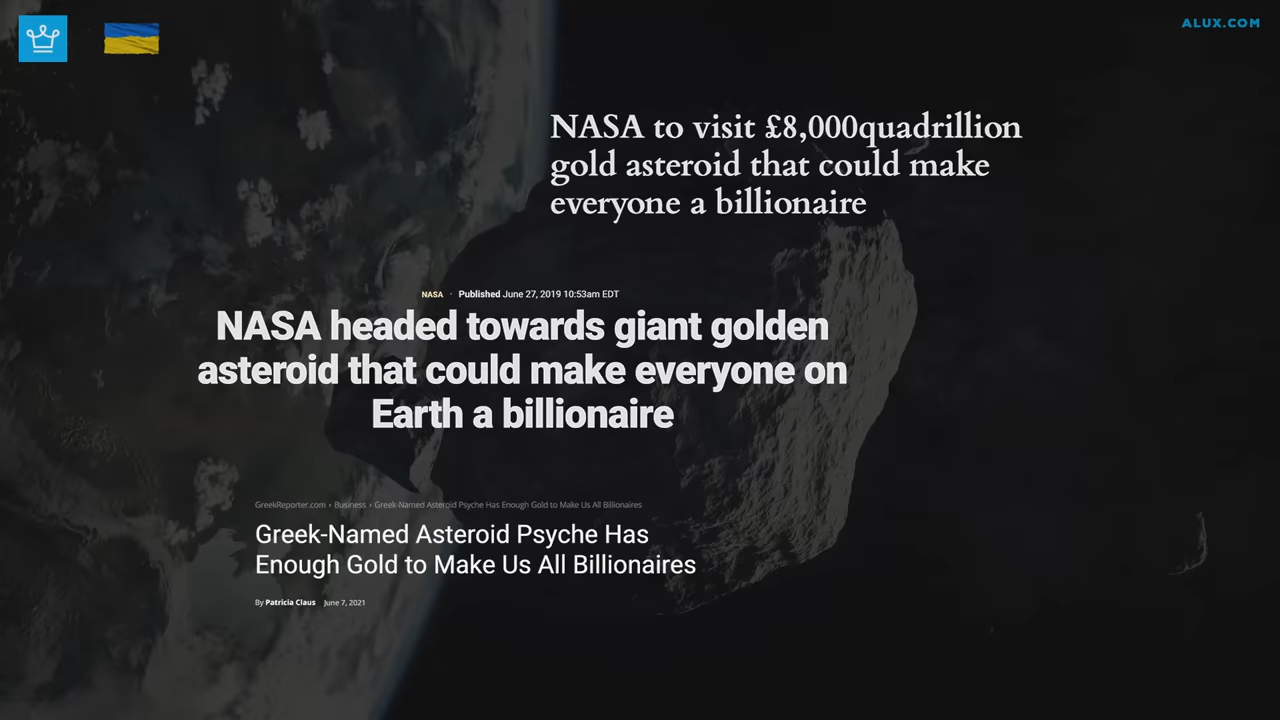 ALUX.COM
NASA to visit £8,000quadrillion
gold asteroid that could make
everyone a billionaire
NASA · Published June 27, 2019 10:53am EDT
NASA headed towards giant golden
asteroid that could make everyone on
Earth a billionaire
GreekReporter.com › Business › Greek-Named Asteroid Psyche Has Enough Gold to Make Us All Billionaires
Greek-Named Asteroid Psyche Has
Enough Gold to Make Us All Billionaires
By Patricia Claus June 7, 2021